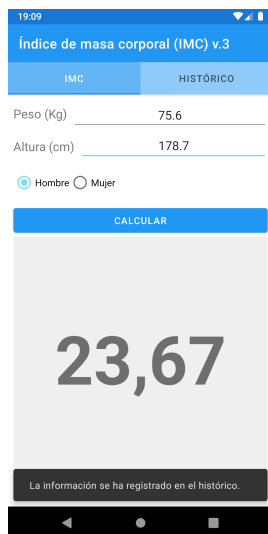 19:09
Índice de masa corporal (IMC) v.3
IMC HISTÓRICO
Peso (Kg) 75.6
Altura (cm) 178.7
Hombre Mujer
CALCULAR
23,67
La información se ha registrado en el histórico.